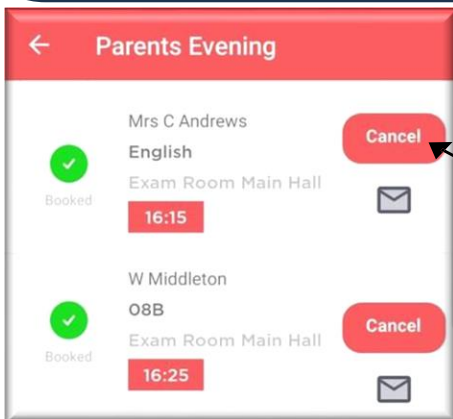 Parents Evening
Mrs C Andrews
English
Exam Room Main Hall
16:15
Booked
Cancel
W Middleton
08B
Exam Room Main Hall
16:25
Booked
Cancel